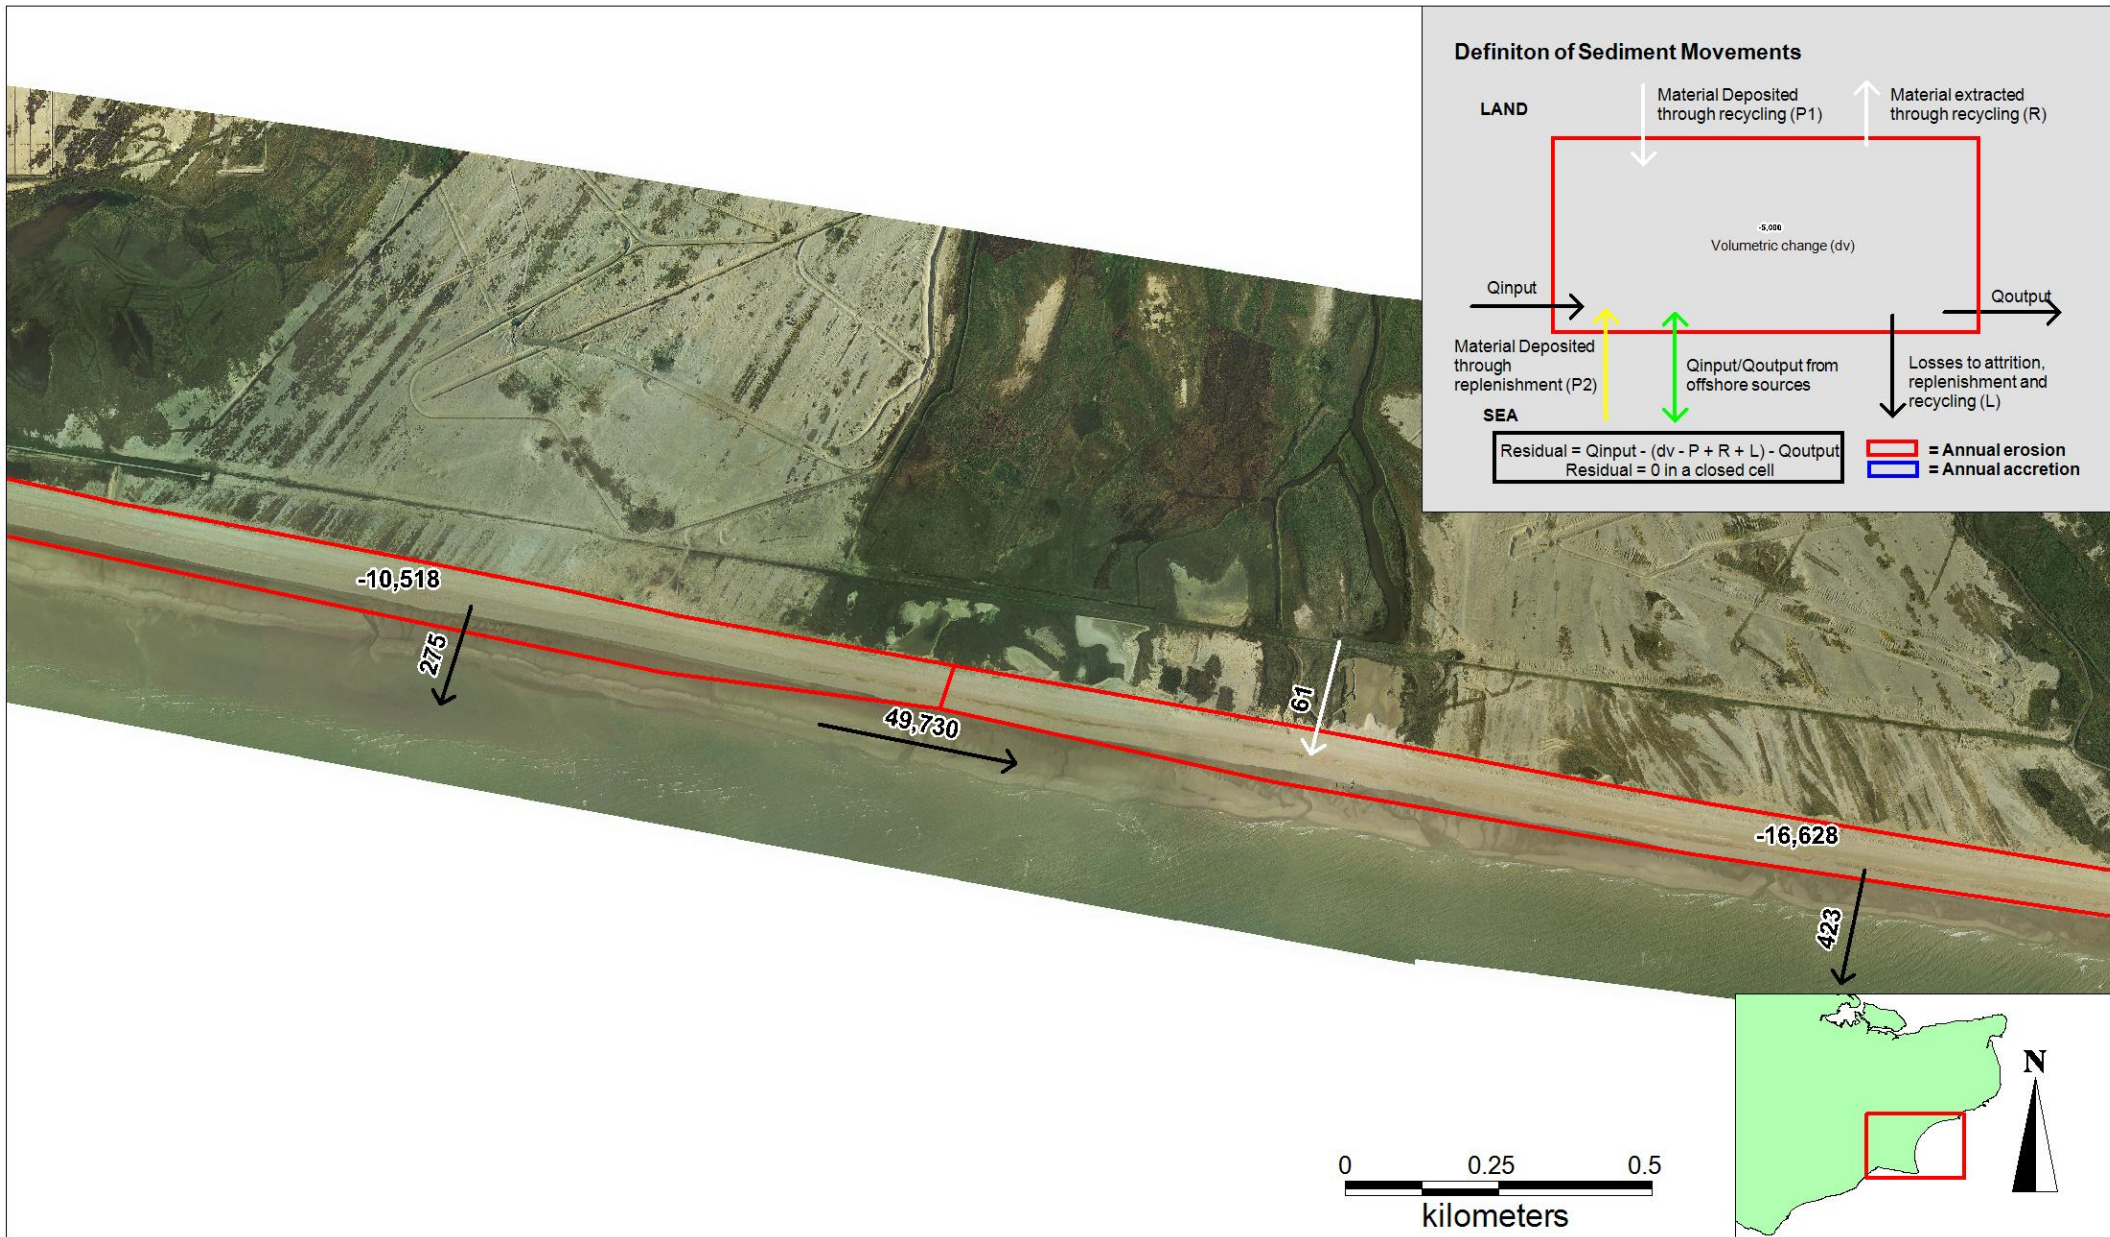 Definiton of Sediment Movements
LAND
Material Deposited
through recycling (P1)
Material extracted
through recycling (R)
-5,000
Volumetric change (dv)
Qinput
Qoutput
Material Deposited
through
replenishment (P2)
Qinput/Qoutput from
offshore sources
Losses to attrition,
replenishment and
recycling (L)
SEA
Residual = Qinput - (dv - P + R + L) - Qoutput
Residual = 0 in a closed cell
= Annual erosion
= Annual accretion
-10,518
275
49,730
61
-16,628
423
N
0 0.25 0.5
kilometers